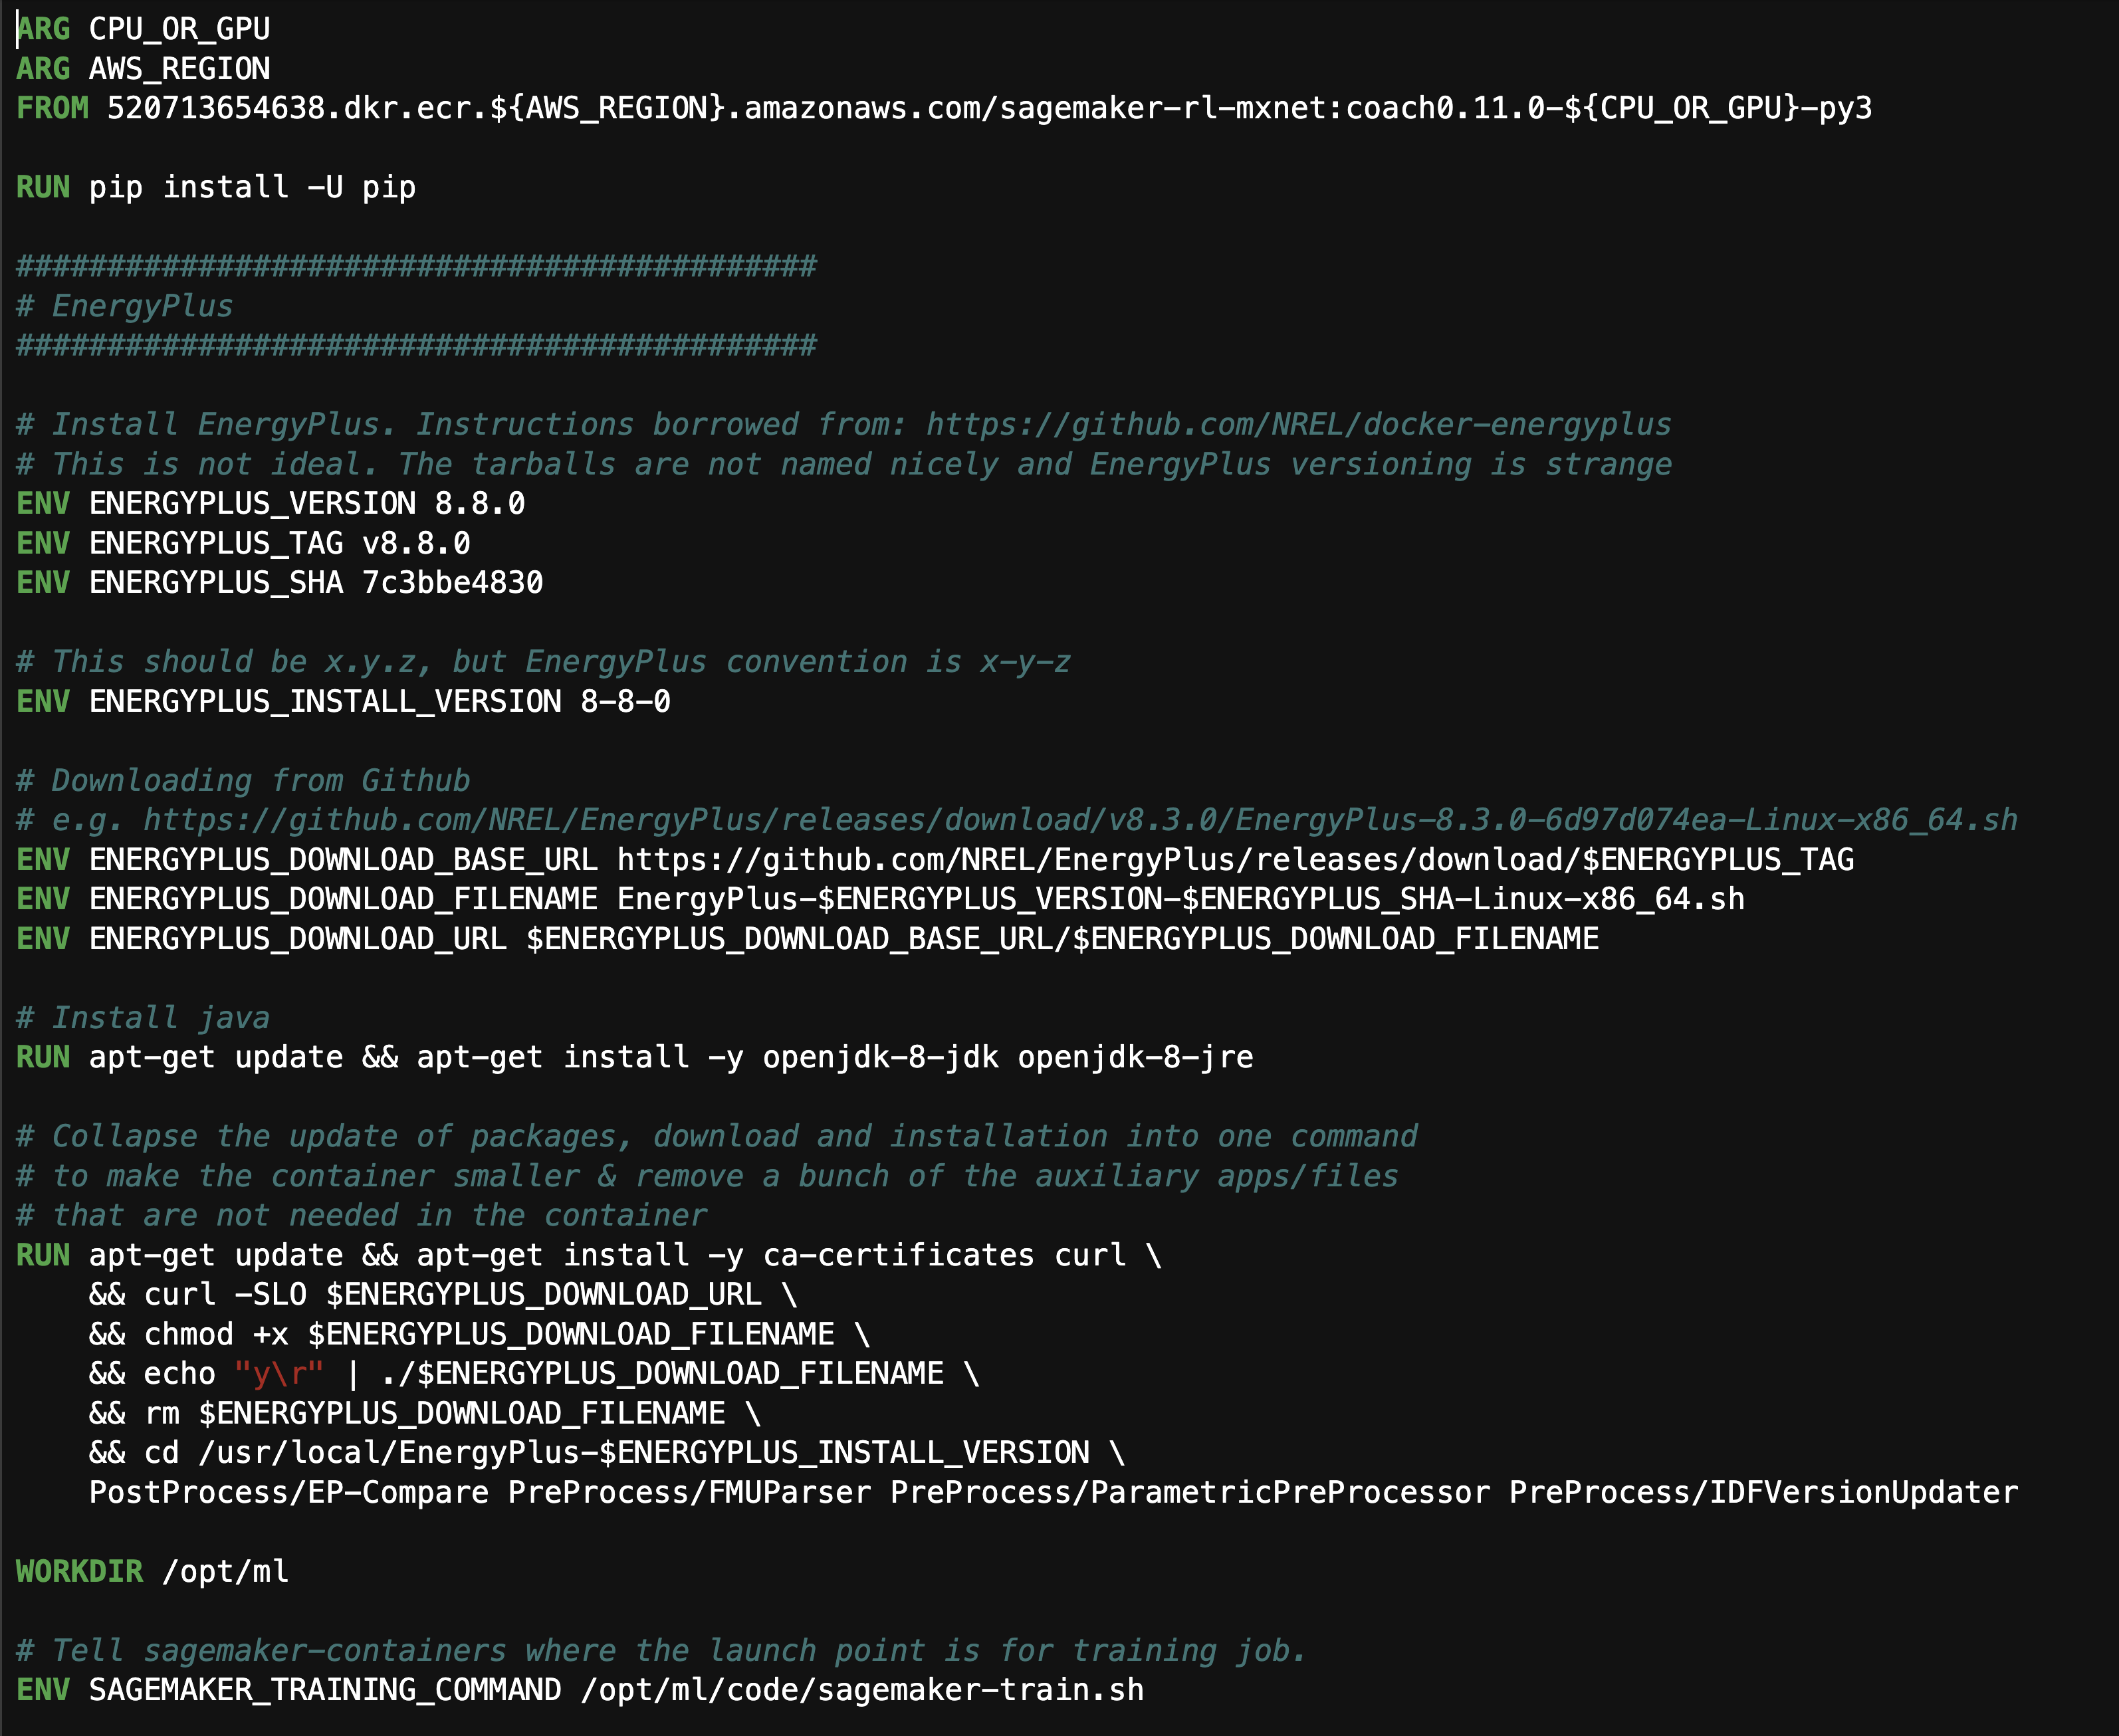 ARG CPU_OR_GPU
ARG AWS_REGION
FROM 520713654638.dkr.ecr.${AWS_REGION}.amazonaws.com/sagemaker-rl-mxnet:coach0.11.0-${CPU_OR_GPU}-py3
RUN pip install -U pip
############################################
# EnergyPlus
############################################
# Install EnergyPlus. Instructions borrowed from: https://github.com/NREL/docker-energyplus
# This is not ideal. The tarballs are not named nicely and EnergyPlus versioning is strange
ENV ENERGYPLUS_VERSION 8.8.0
ENV ENERGYPLUS_TAG v8.8.0
ENV ENERGYPLUS_SHA 7c3bbe4830
# This should be x.y.z, but EnergyPlus convention is x-y-z
ENV ENERGYPLUS_INSTALL_VERSION 8-8-0
# Downloading from Github
# e.g. https://github.com/NREL/EnergyPlus/releases/download/v8.3.0/EnergyPlus-8.3.0-6d97d074ea-Linux-x86_64.sh
ENV ENERGYPLUS_DOWNLOAD_BASE_URL https://github.com/NREL/EnergyPlus/releases/download/$ENERGYPLUS_TAG
ENV ENERGYPLUS_DOWNLOAD_FILENAME EnergyPlus-$ENERGYPLUS_VERSION-$ENERGYPLUS_SHA-Linux-x86_64.sh
ENV ENERGYPLUS_DOWNLOAD_URL $ENERGYPLUS_DOWNLOAD_BASE_URL/$ENERGYPLUS_DOWNLOAD_FILENAME
# Install java
RUN apt-get update && apt-get install -y openjdk-8-jdk openjdk-8-jre
# Collapse the update of packages, download and installation into one command
# to make the container smaller & remove a bunch of the auxiliary apps/files
# that are not needed in the container
RUN apt-get update && apt-get install -y ca-certificates curl \
    && curl -SLO $ENERGYPLUS_DOWNLOAD_URL \
    && chmod +x $ENERGYPLUS_DOWNLOAD_FILENAME \
    && echo "y\r" | ./$ENERGYPLUS_DOWNLOAD_FILENAME \
    && rm $ENERGYPLUS_DOWNLOAD_FILENAME \
    && cd /usr/local/EnergyPlus-$ENERGYPLUS_INSTALL_VERSION \
    PostProcess/EP-Compare PreProcess/FMUParser PreProcess/ParametricPreProcessor PreProcess/IDFVersionUpdater
WORKDIR /opt/ml
# Tell sagemaker-containers where the launch point is for training job.
ENV SAGEMAKER_TRAINING_COMMAND /opt/ml/code/sagemaker-train.sh